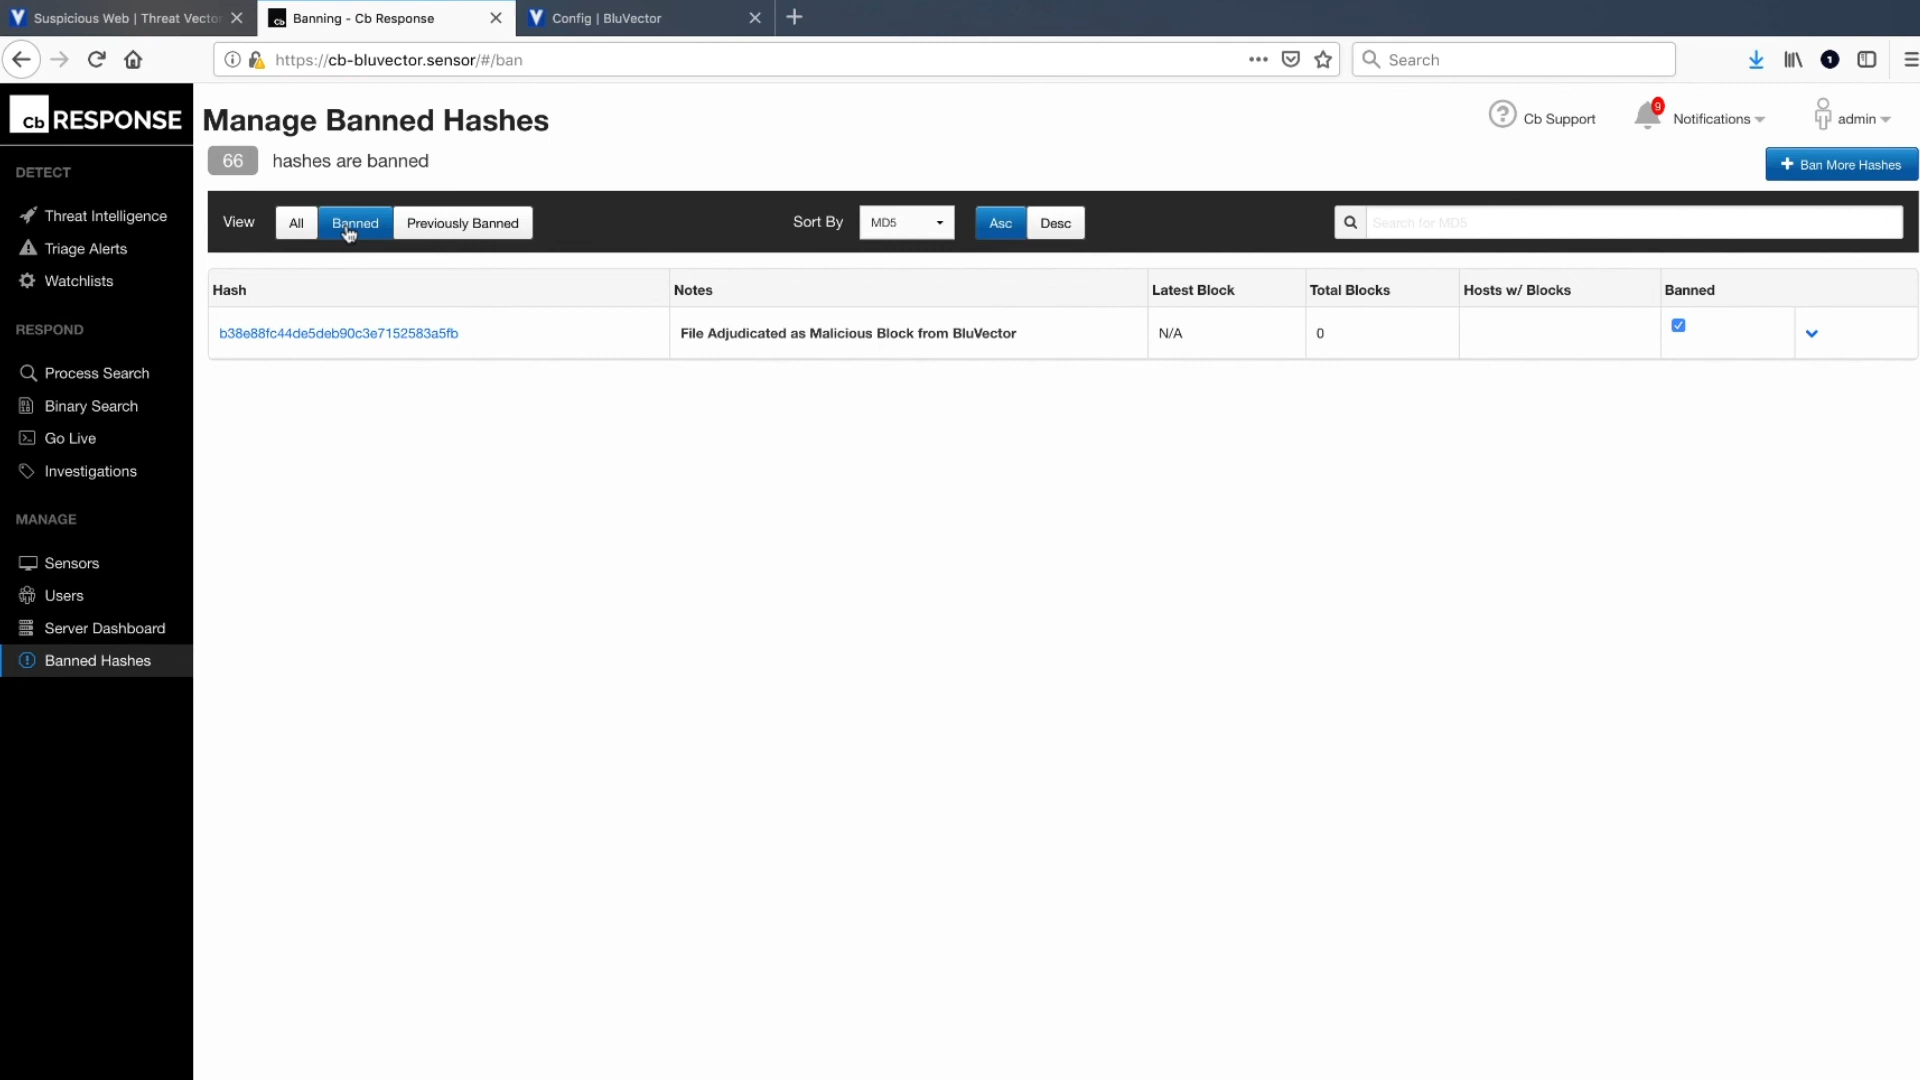 Suspicious Web | Threat Vector
Banning - Cb Response
Config | BluVector
https://cb-bluvector.sensor/#/ban
Search
Cb RESPONSE
Manage Banned Hashes
Cb Support
9
Notifications
admin
66 hashes are banned
+ Ban More Hashes
View
All
Banned
Previously Banned
Sort By
MD5
Asc
Desc
Search for MD5
Hash
Notes
Latest Block
Total Blocks
Hosts w/ Blocks
Banned
b38e88fc44de5deb90c3e7152583a5fb
File Adjudicated as Malicious Block from BluVector
N/A
0
DETECT
Threat Intelligence
Triage Alerts
Watchlists
RESPOND
Process Search
Binary Search
Go Live
Investigations
MANAGE
Sensors
Users
Server Dashboard
Banned Hashes